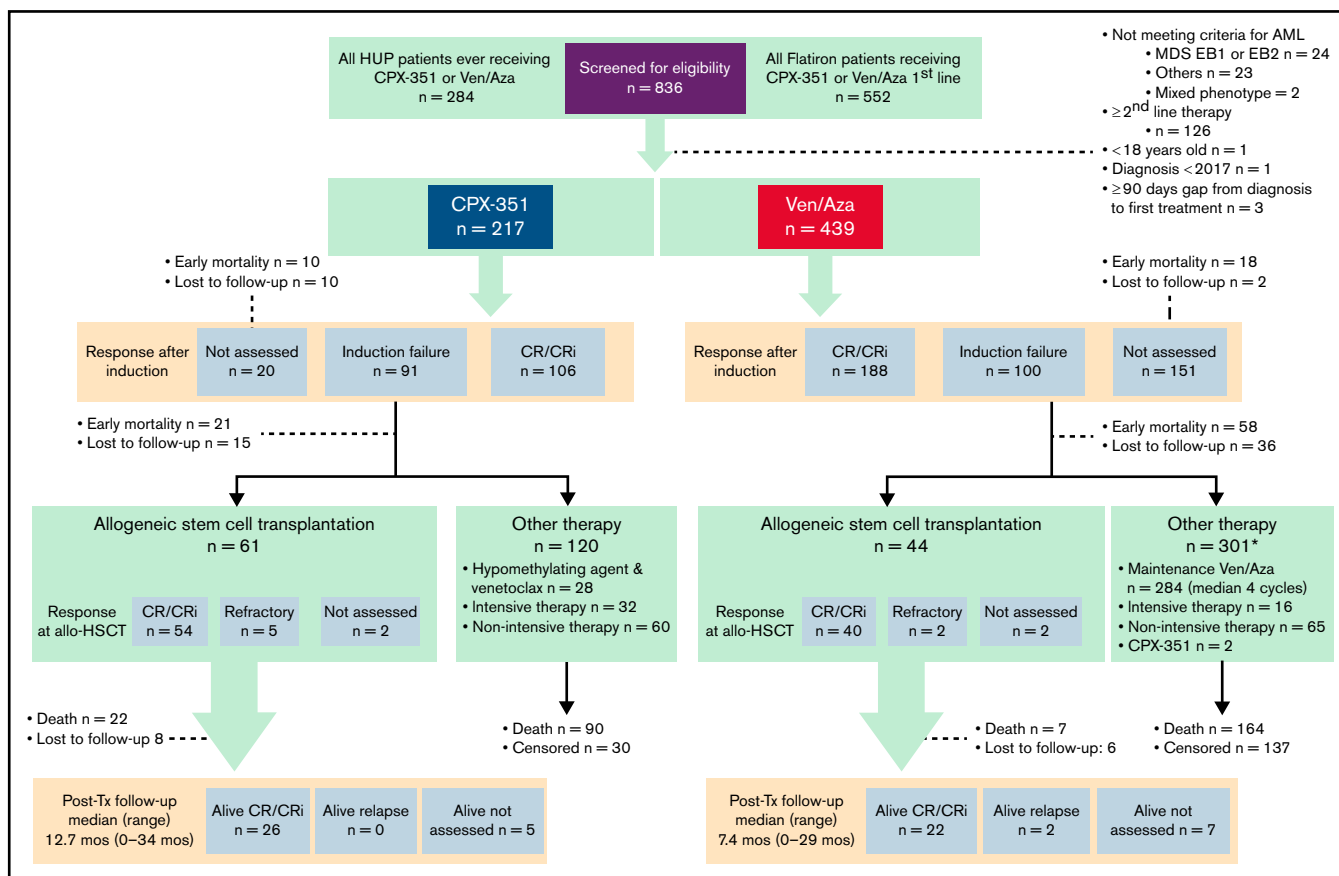 All HUP patients ever receiving
CPX-351 or Ven/Aza
n = 284
Screened for eligibility
n = 836
All Flatiron patients receiving
CPX-351 or Ven/Aza 1st line
n = 552
• Not meeting criteria for AML
• MDS EB1 or EB2 n = 24
• Others n = 23
• Mixed phenotype = 2
• ≥2nd line therapy
• n = 126
• <18 years old n = 1
• Diagnosis <2017 n = 1
• ≥90 days gap from diagnosis
to first treatment n = 3
CPX-351
n = 217
Ven/Aza
n = 439
• Early mortality n = 10
• Lost to follow-up n = 10
• Early mortality n = 18
• Lost to follow-up n = 2
Response after
induction
Not assessed
n = 20
Induction failure
n = 91
CR/CRi
n = 106
Response after
induction
CR/CRi
n = 188
Induction failure
n = 100
Not assessed
n = 151
• Early mortality n = 21
• Lost to follow-up n = 15
• Early mortality n = 58
• Lost to follow-up n = 36
Allogeneic stem cell transplantation
n = 61
Response
at allo-HSCT
CR/CRi
n = 54
Refractory
n = 5
Not assessed
n = 2
Other therapy
n = 120
• Hypomethylating agent &
venetoclax n = 28
• Intensive therapy n = 32
• Non-intensive therapy n = 60
Allogeneic stem cell transplantation
n = 44
Response
at allo-HSCT
CR/CRi
n = 40
Refractory
n = 2
Not assessed
n = 2
Other therapy
n = 301*
• Maintenance Ven/Aza
n = 284 (median 4 cycles)
• Intensive therapy n = 16
• Non-intensive therapy n = 65
• CPX-351 n = 2
• Death n = 22
• Lost to follow-up 8
• Death n = 90
• Censored n = 30
• Death n = 7
• Lost to follow-up: 6
• Death n = 164
• Censored n = 137
Post-Tx follow-up
median (range)
12.7 mos (0–34 mos)
Alive CR/CRi
n = 26
Alive relapse
n = 0
Alive not
assessed n = 5
Post-Tx follow-up
median (range)
7.4 mos (0–29 mos)
Alive CR/CRi
n = 22
Alive relapse
n = 2
Alive not
assessed n = 7